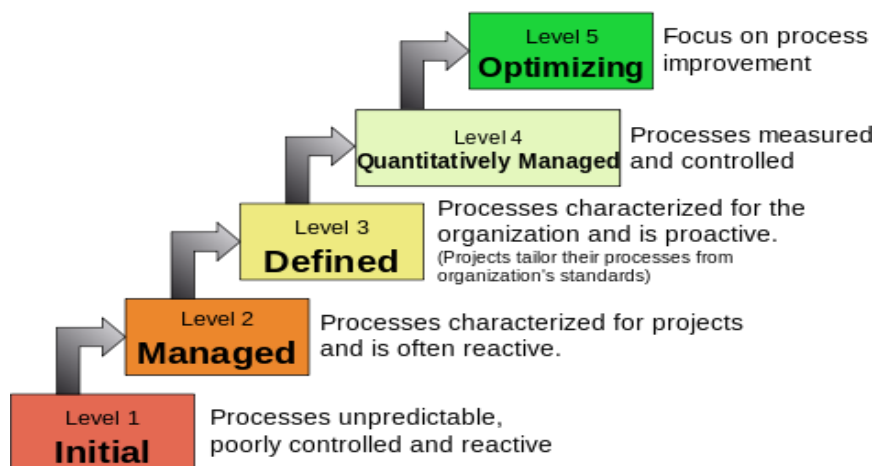 Level 5
Optimizing
Focus on process
improvement
Level 4
Quantitatively Managed
Processes measured
and controlled
Level 3
Defined
Processes characterized for the
organization and is proactive.
(Projects tailor their processes from
organization's standards)
Level 2
Managed
Processes characterized for projects
and is often reactive.
Level 1
Initial
Processes unpredictable,
poorly controlled and reactive